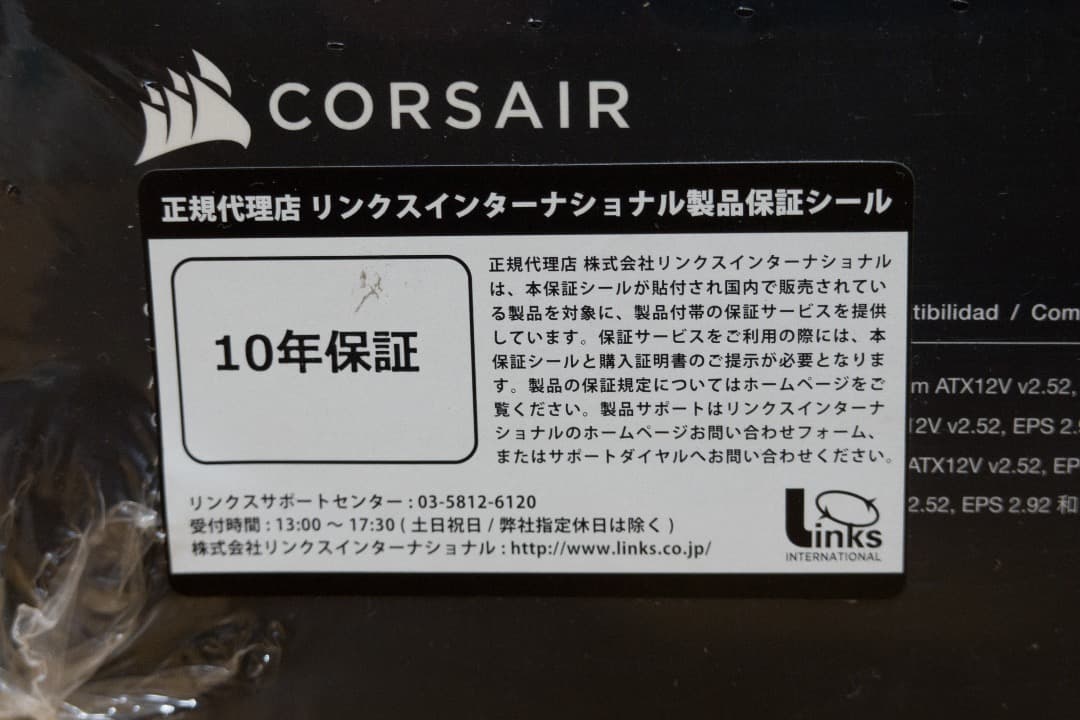 CORSAIR
正規代理店 リンクスインターナショナル製品保証シール
10年保証
正規代理店 株式会社リンクスインターナショナル
は、本保証シールが貼付され国内で販売されてい
る製品を対象に、製品付帯の保証サービスを提供
しています。保証サービスをご利用の際には、本
保証シールと購入証明書のご提示が必要となりま
す。製品の保証規定についてはホームページをご
覧ください。製品サポートはリンクスインターナ
ショナルのホームページお問い合わせフォーム、
またはサポートダイヤルへお問い合わせください。
リンクスサポートセンター : 03-5812-6120
受付時間 : 13:00 〜 17:30 ( 土日祝日 / 弊社指定休日は除く )
株式会社リンクスインターナショナル : http://www.links.co.jp/
Links
INTERNATIONAL
tibilidad / Com
m ATX12V v2.52,
12V v2.52, EPS 2.
ATX12V v2.52, EP
2.52, EPS 2.92 和